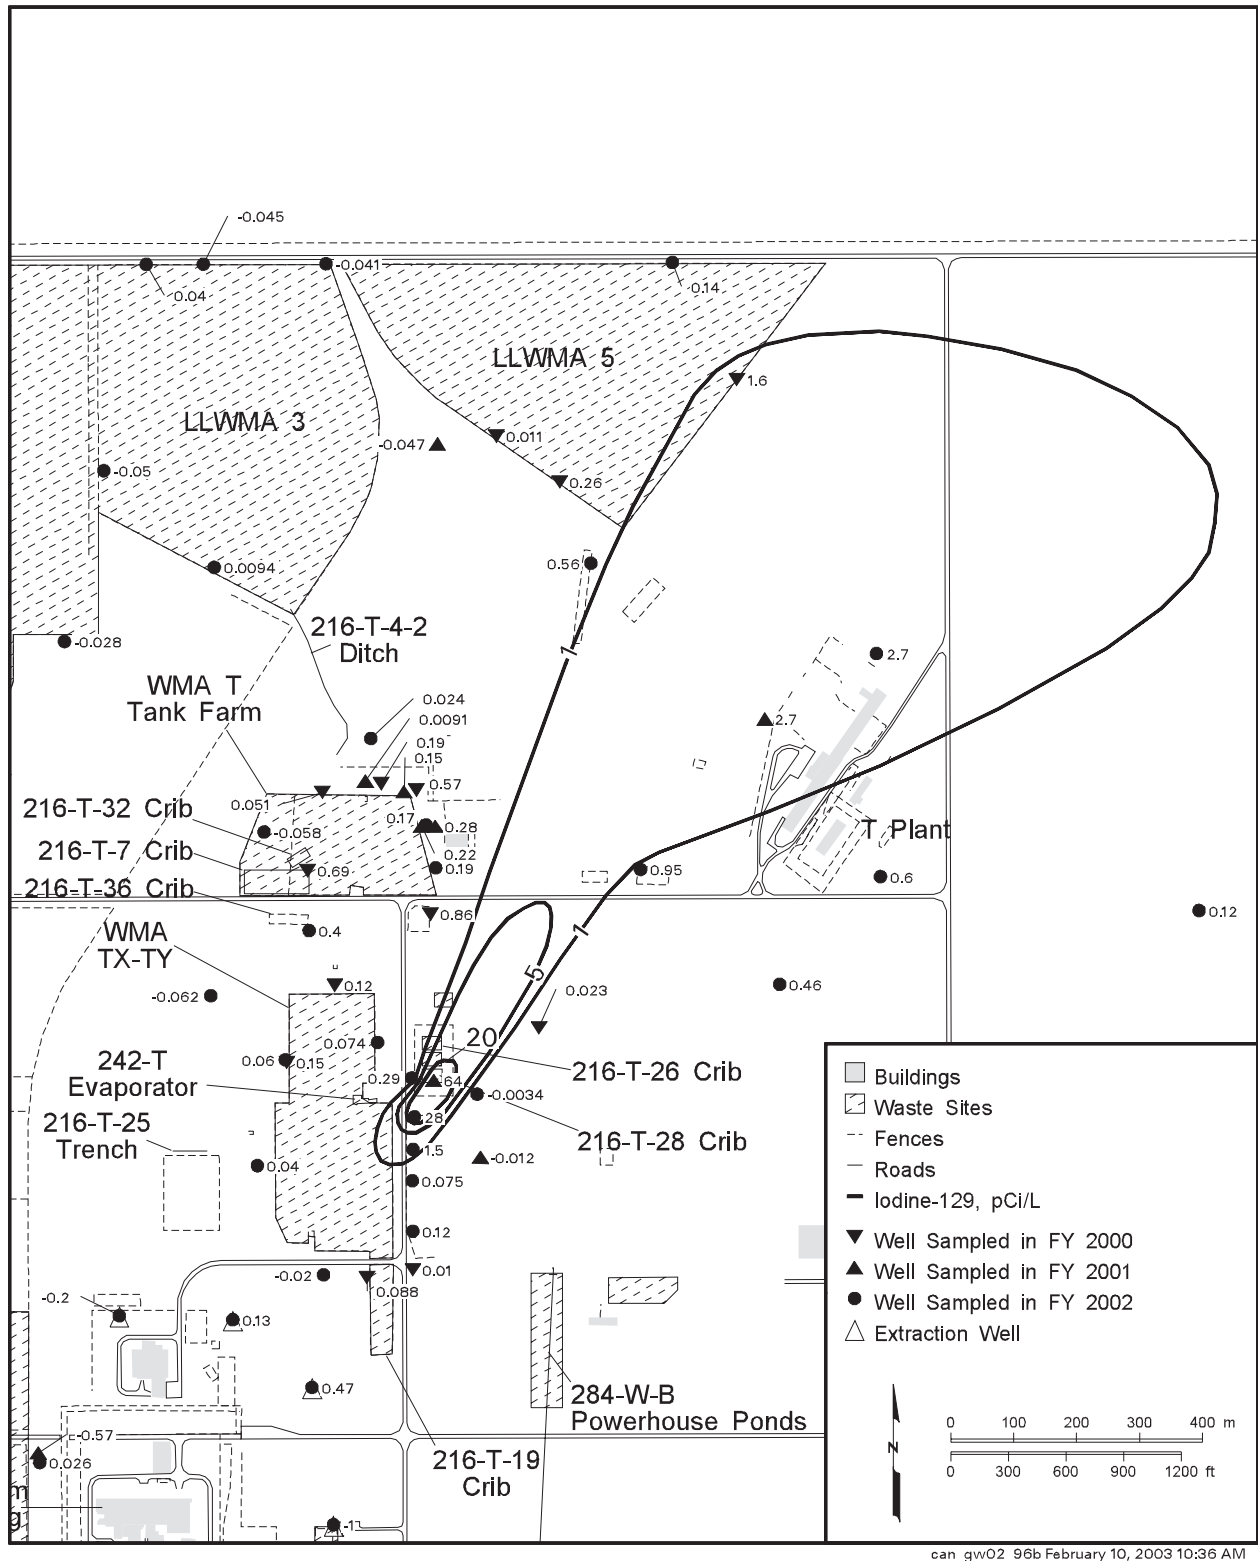 -0.045
0.04
-0.041
0.14
LLWMA 5
LLWMA 3
1.6
-0.047
0.011
0.26
-0.05
0.56
0.0094
216-T-4-2
Ditch
-0.028
1
2.7
WMA T
Tank Farm
0.024
0.0091
0.19
0.15
2.7
0.57
0.051
216-T-32 Crib
0.17
0.28
-0.058
T Plant
216-T-7 Crib
0.22
0.69
0.19
0.95
0.6
216-T-36 Crib
0.86
0.12
0.4
1
WMA
TX-TY
5
0.12
0.46
-0.062
0.023
0.074
20
242-T
Evaporator
0.06
0.15
216-T-26 Crib
0.29
64
-0.0034
216-T-25
Trench
28
216-T-28 Crib
1.5
-0.012
0.04
0.075
0.12
-0.02
0.01
0.088
-0.2
0.13
0.47
284-W-B
Powerhouse Ponds
-0.57
0.026
216-T-19
Crib
m
g
-1
Buildings
Waste Sites
Fences
Roads
Iodine-129, pCi/L
Well Sampled in FY 2000
Well Sampled in FY 2001
Well Sampled in FY 2002
Extraction Well
N
0 100 200 300 400 m
0 300 600 900 1200 ft
can_gw02_96b February 10, 2003 10:36 AM